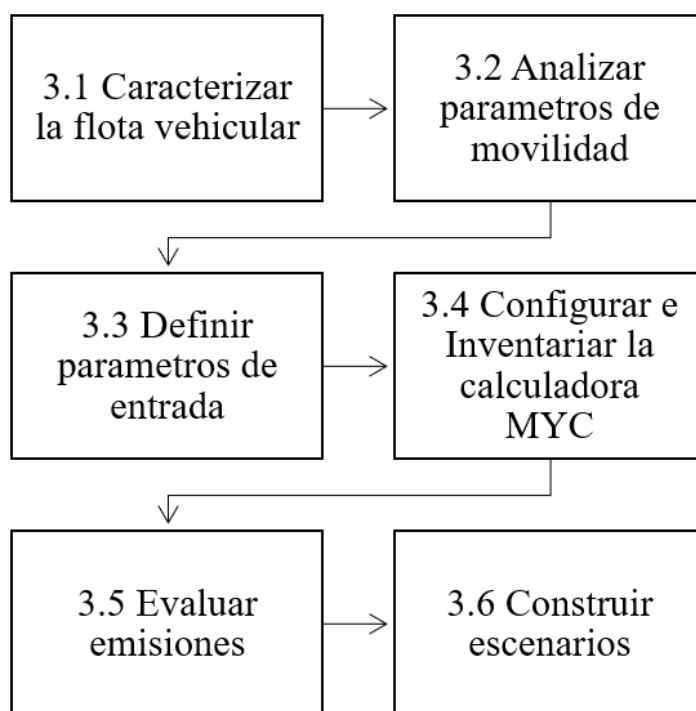 3.1 Caracterizar
la flota vehicular
3.2 Analizar
parametros de
movilidad
3.3 Definir
parametros de
entrada
3.4 Configurar e
Inventariar la
calculadora
MYC
3.5 Evaluar
emisiones
3.6 Construir
escenarios